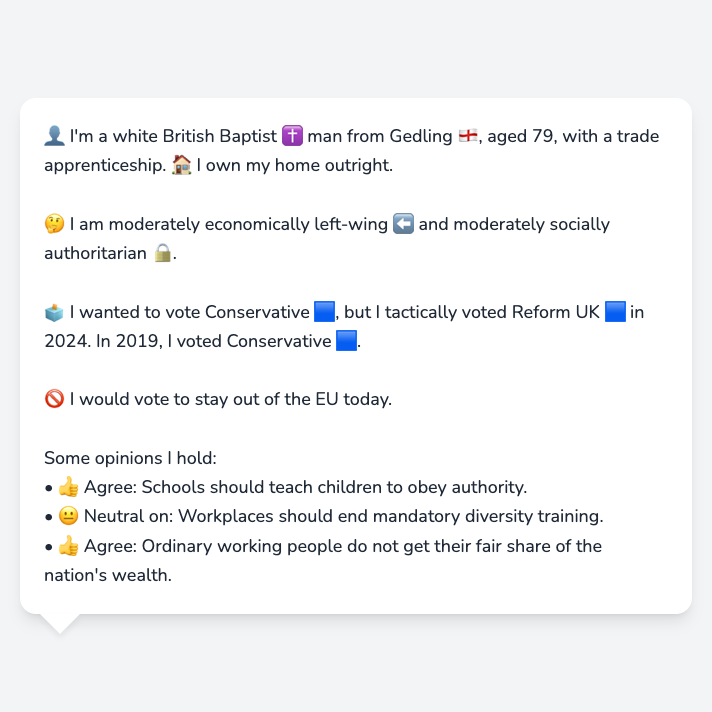 👤 I'm a white British Baptist ✝️ man from Gedling 🏴󠁧󠁢󠁥󠁮󠁧󠁿, aged 79, with a trade
apprenticeship. 🏠 I own my home outright.
🤔 I am moderately economically left-wing ⬅️ and moderately socially
authoritarian 🔒.
🗳️ I wanted to vote Conservative 🟦, but I tactically voted Reform UK 🟦 in
2024. In 2019, I voted Conservative 🟦.
🚫 I would vote to stay out of the EU today.
Some opinions I hold:
• 👍 Agree: Schools should teach children to obey authority.
• 😐 Neutral on: Workplaces should end mandatory diversity training.
• 👍 Agree: Ordinary working people do not get their fair share of the
nation's wealth.